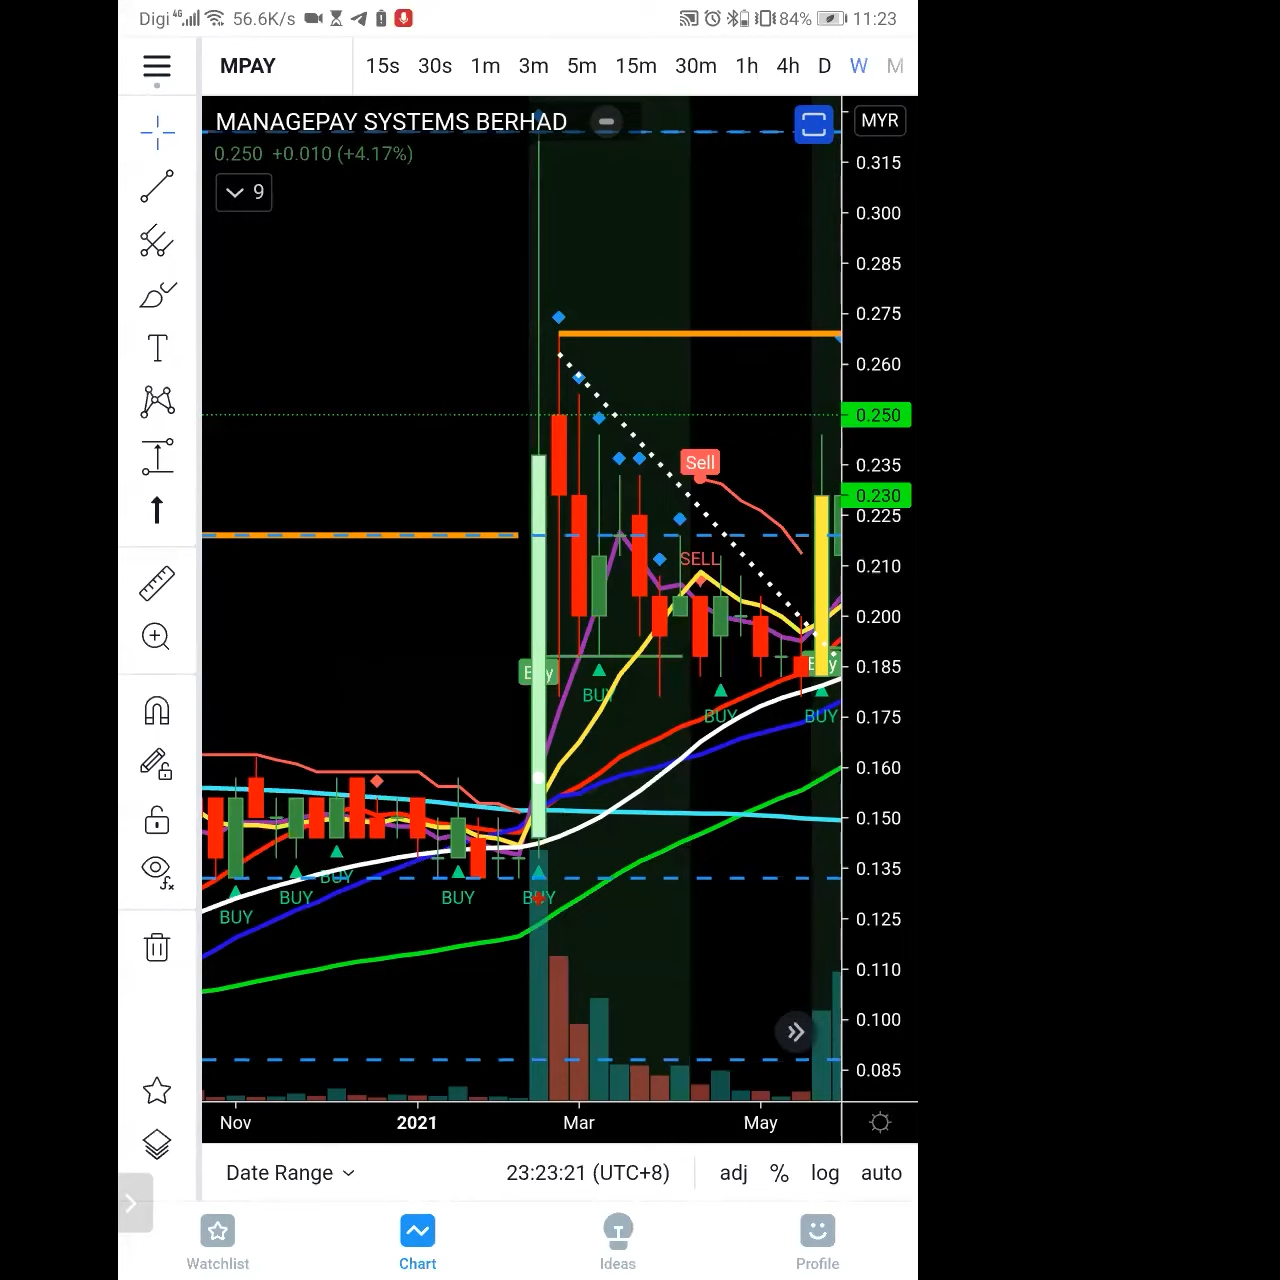 Digi 4G 56.6K/s 84% 11:23
MPAY 15s 30s 1m 3m 5m 15m 30m 1h 4h D W M
MANAGEPAY SYSTEMS BERHAD
MYR
0.250 +0.010 (+4.17%)
9
0.315
0.300
0.285
0.275
0.260
0.250
0.235
0.230
0.225
0.210
0.200
0.185
0.175
0.160
0.150
0.135
0.125
0.110
0.100
0.085
Sell
SELL
Buy
BUY
BUY
Buy
BUY
BUY
BUY
BUY
BUY
BUY
BUY
Nov 2021 Mar May
Date Range 23:23:21 (UTC+8) adj % log auto
Watchlist Chart Ideas Profile